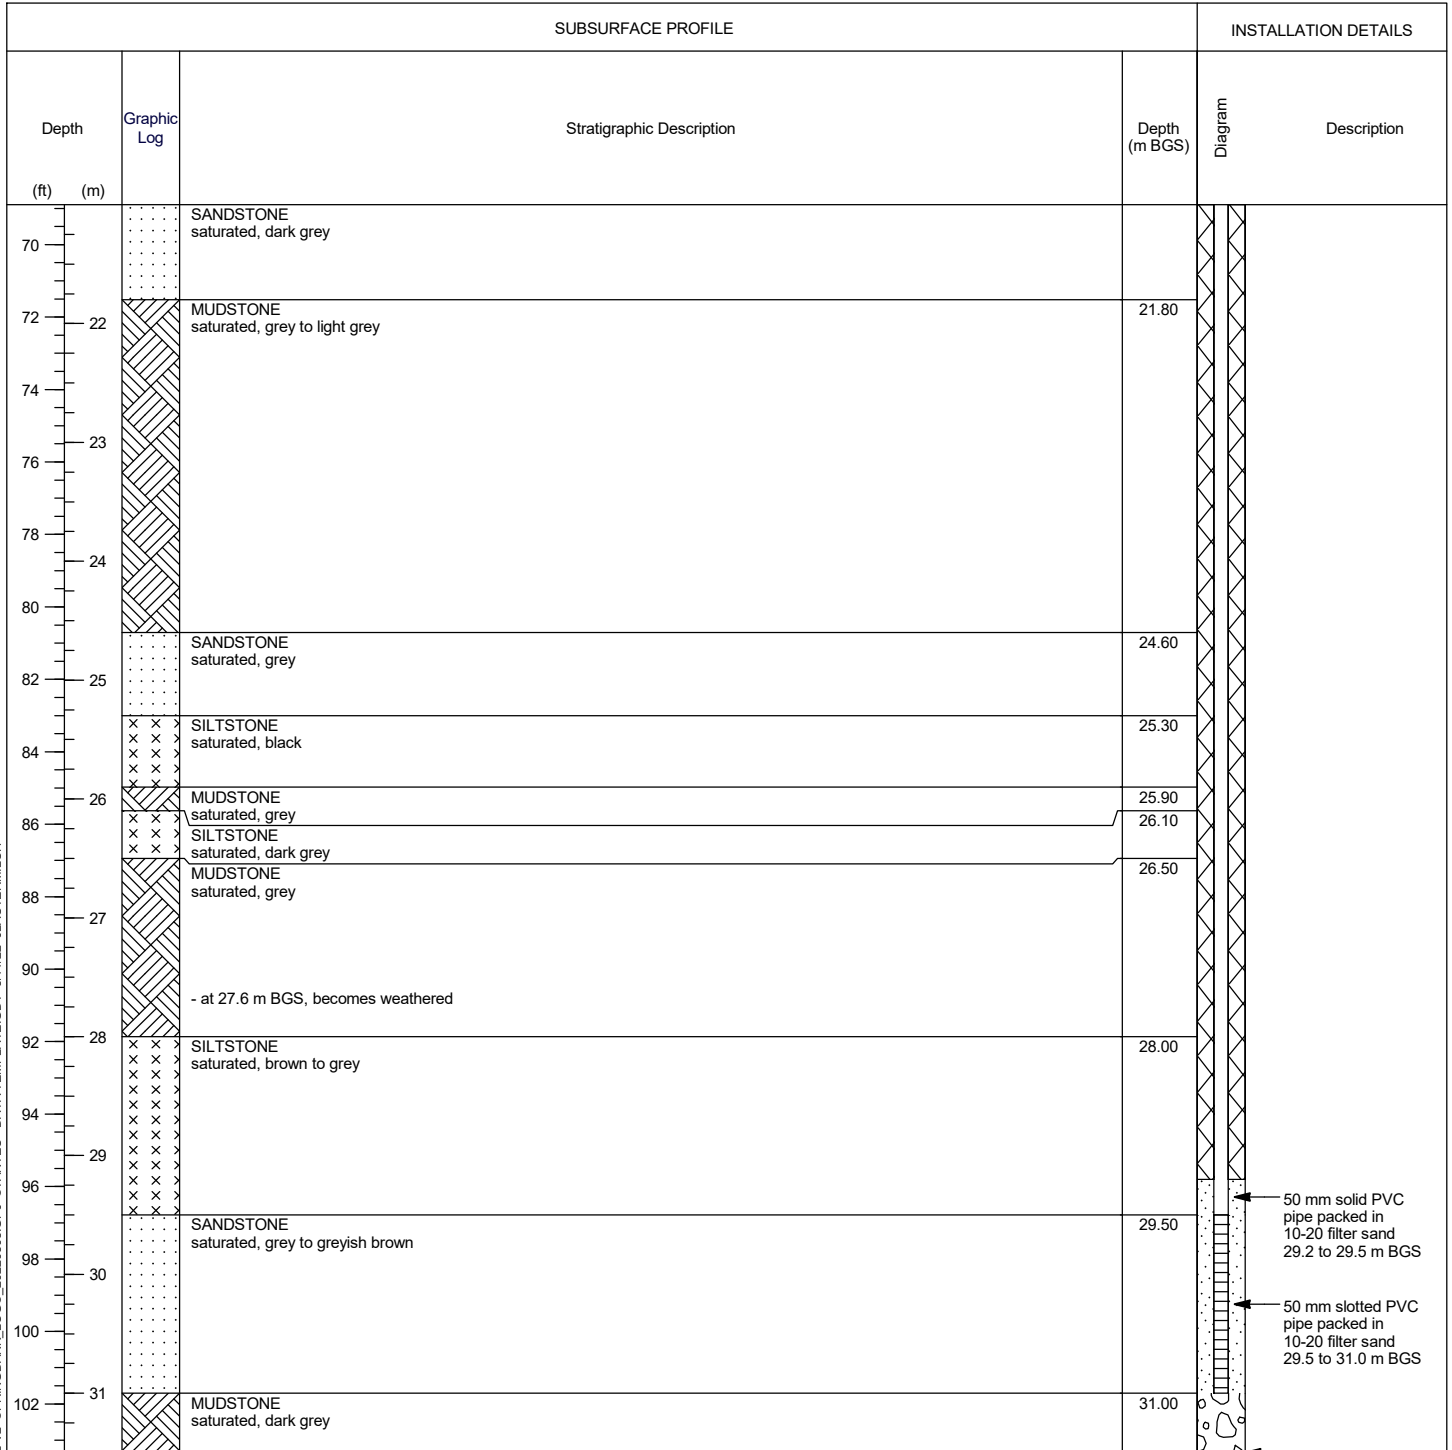 SUBSURFACE PROFILE
INSTALLATION DETAILS
Depth
Graphic
Log
Stratigraphic Description
Depth
(m BGS)
Diagram
Description
(ft) (m)
SANDSTONE
saturated, dark grey
70
MUDSTONE
saturated, grey to light grey
21.80
72
22
74
23
76
78
24
80
SANDSTONE
saturated, grey
24.60
82
25
SILTSTONE
saturated, black
25.30
84
MUDSTONE
saturated, grey
25.90
26
26.10
86
SILTSTONE
saturated, dark grey
MUDSTONE
saturated, grey
26.50
88
27
90
- at 27.6 m BGS, becomes weathered
92
28
SILTSTONE
saturated, brown to grey
28.00
94
29
96
50 mm solid PVC
pipe packed in
10-20 filter sand
29.2 to 29.5 m BGS
SANDSTONE
saturated, grey to greyish brown
29.50
98
30
50 mm slotted PVC
pipe packed in
10-20 filter sand
29.5 to 31.0 m BGS
100
31
102
MUDSTONE
saturated, dark grey
31.00